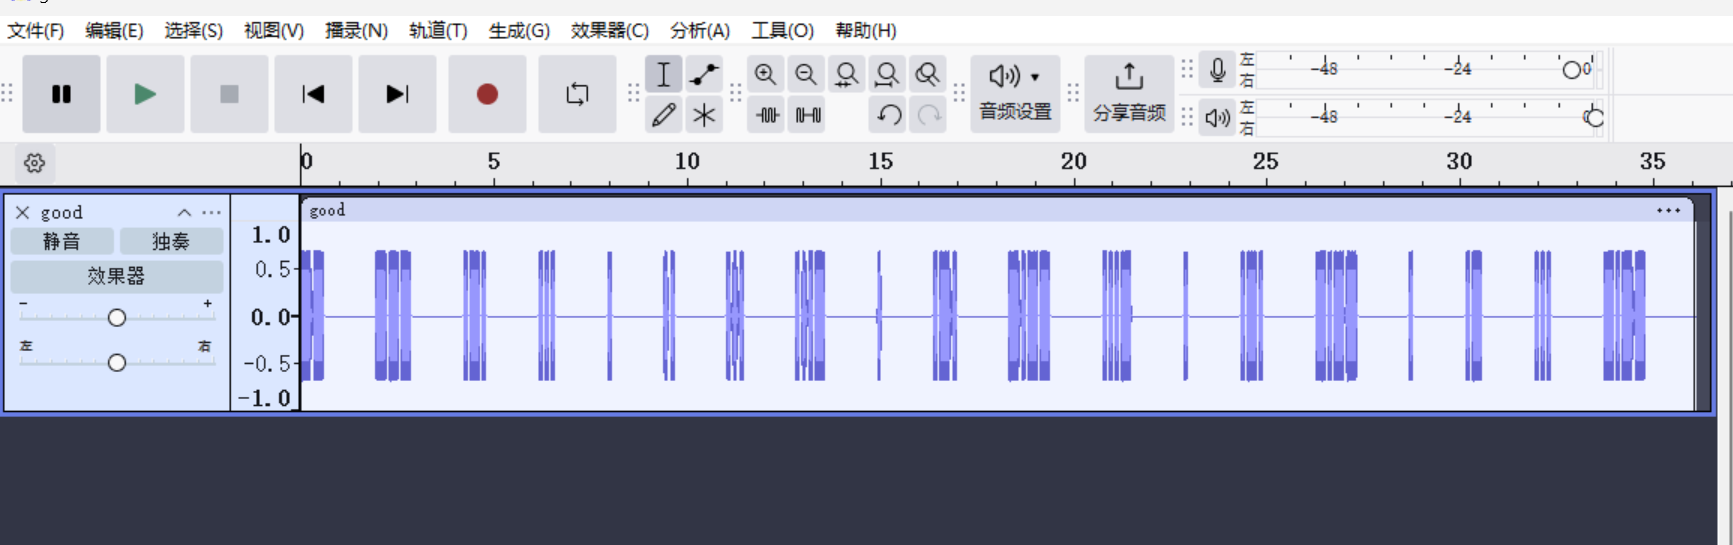 文件(F) 编辑(E) 选择(S) 视图(V) 播录(N) 轨道(T) 生成(G) 效果器(C) 分析(A) 工具(O) 帮助(H)
音频设置
分享音频
左 右 -48 -24 0
左 右 -48 -24 0
0 5 10 15 20 25 30 35
good
静音 独奏
效果器
- +
左 右
1.0
0.5
0.0
-0.5
-1.0
good